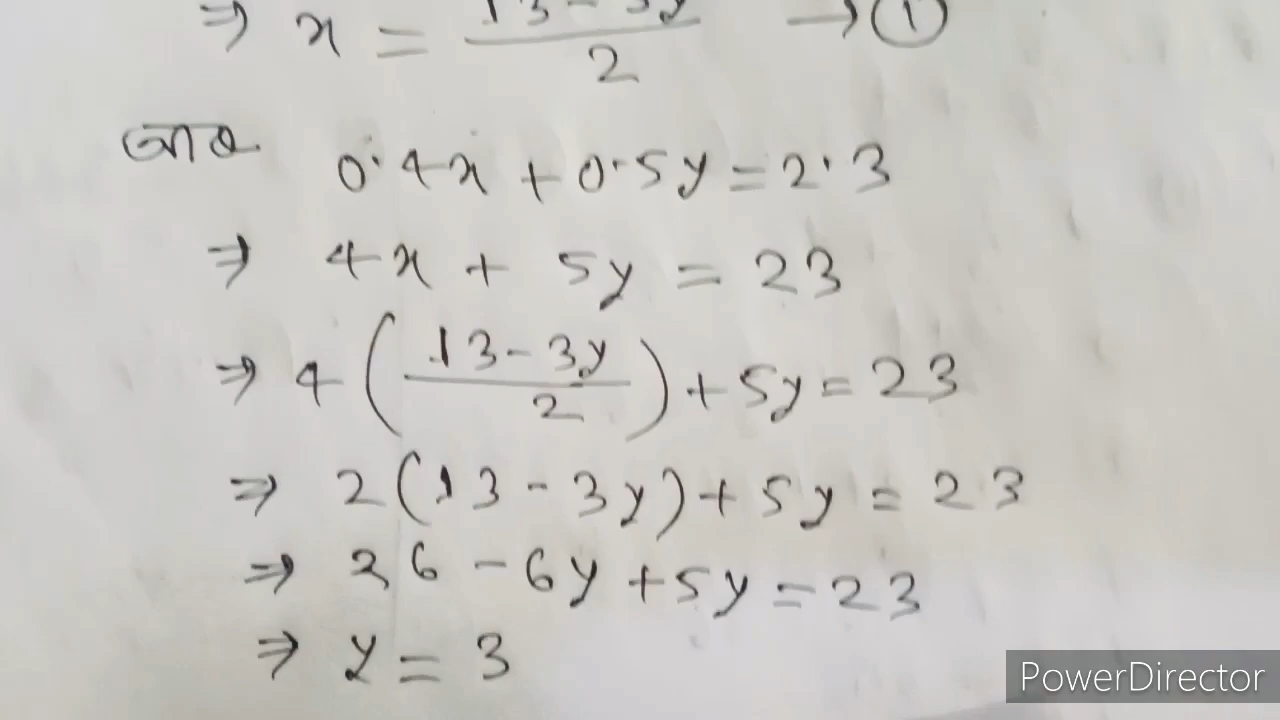 ⇒ x = 13 - 3y / 2 → ①
আৰু 0.4x + 0.5y = 2.3
⇒ 4x + 5y = 23
⇒ 4 ( 13 - 3y / 2 ) + 5y = 23
⇒ 2 (13 - 3y) + 5y = 23
⇒ 26 - 6y + 5y = 23
⇒ y = 3
PowerDirector